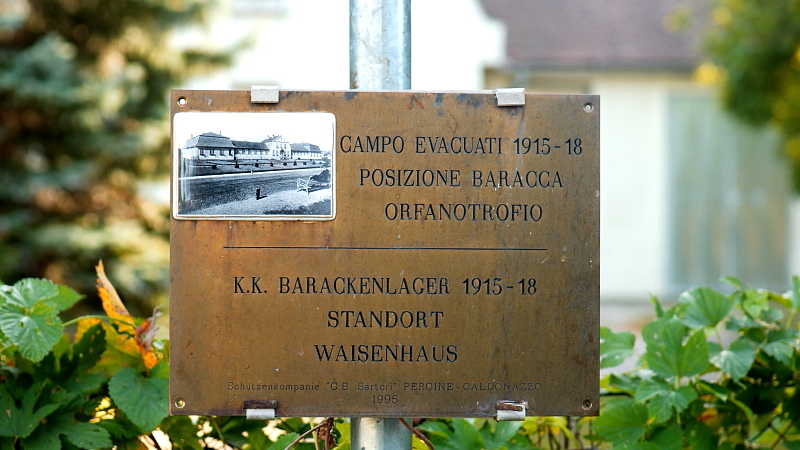 CAMPO EVACUATI 1915-18
POSIZIONE BARACCA
ORFANOTROFIO
K.K. BARACKENLAGER 1915-18
STANDORT
WAISENHAUS
Schützenkompanie "G.B. Sartori" PERGINE-CALDONAZZO
1995